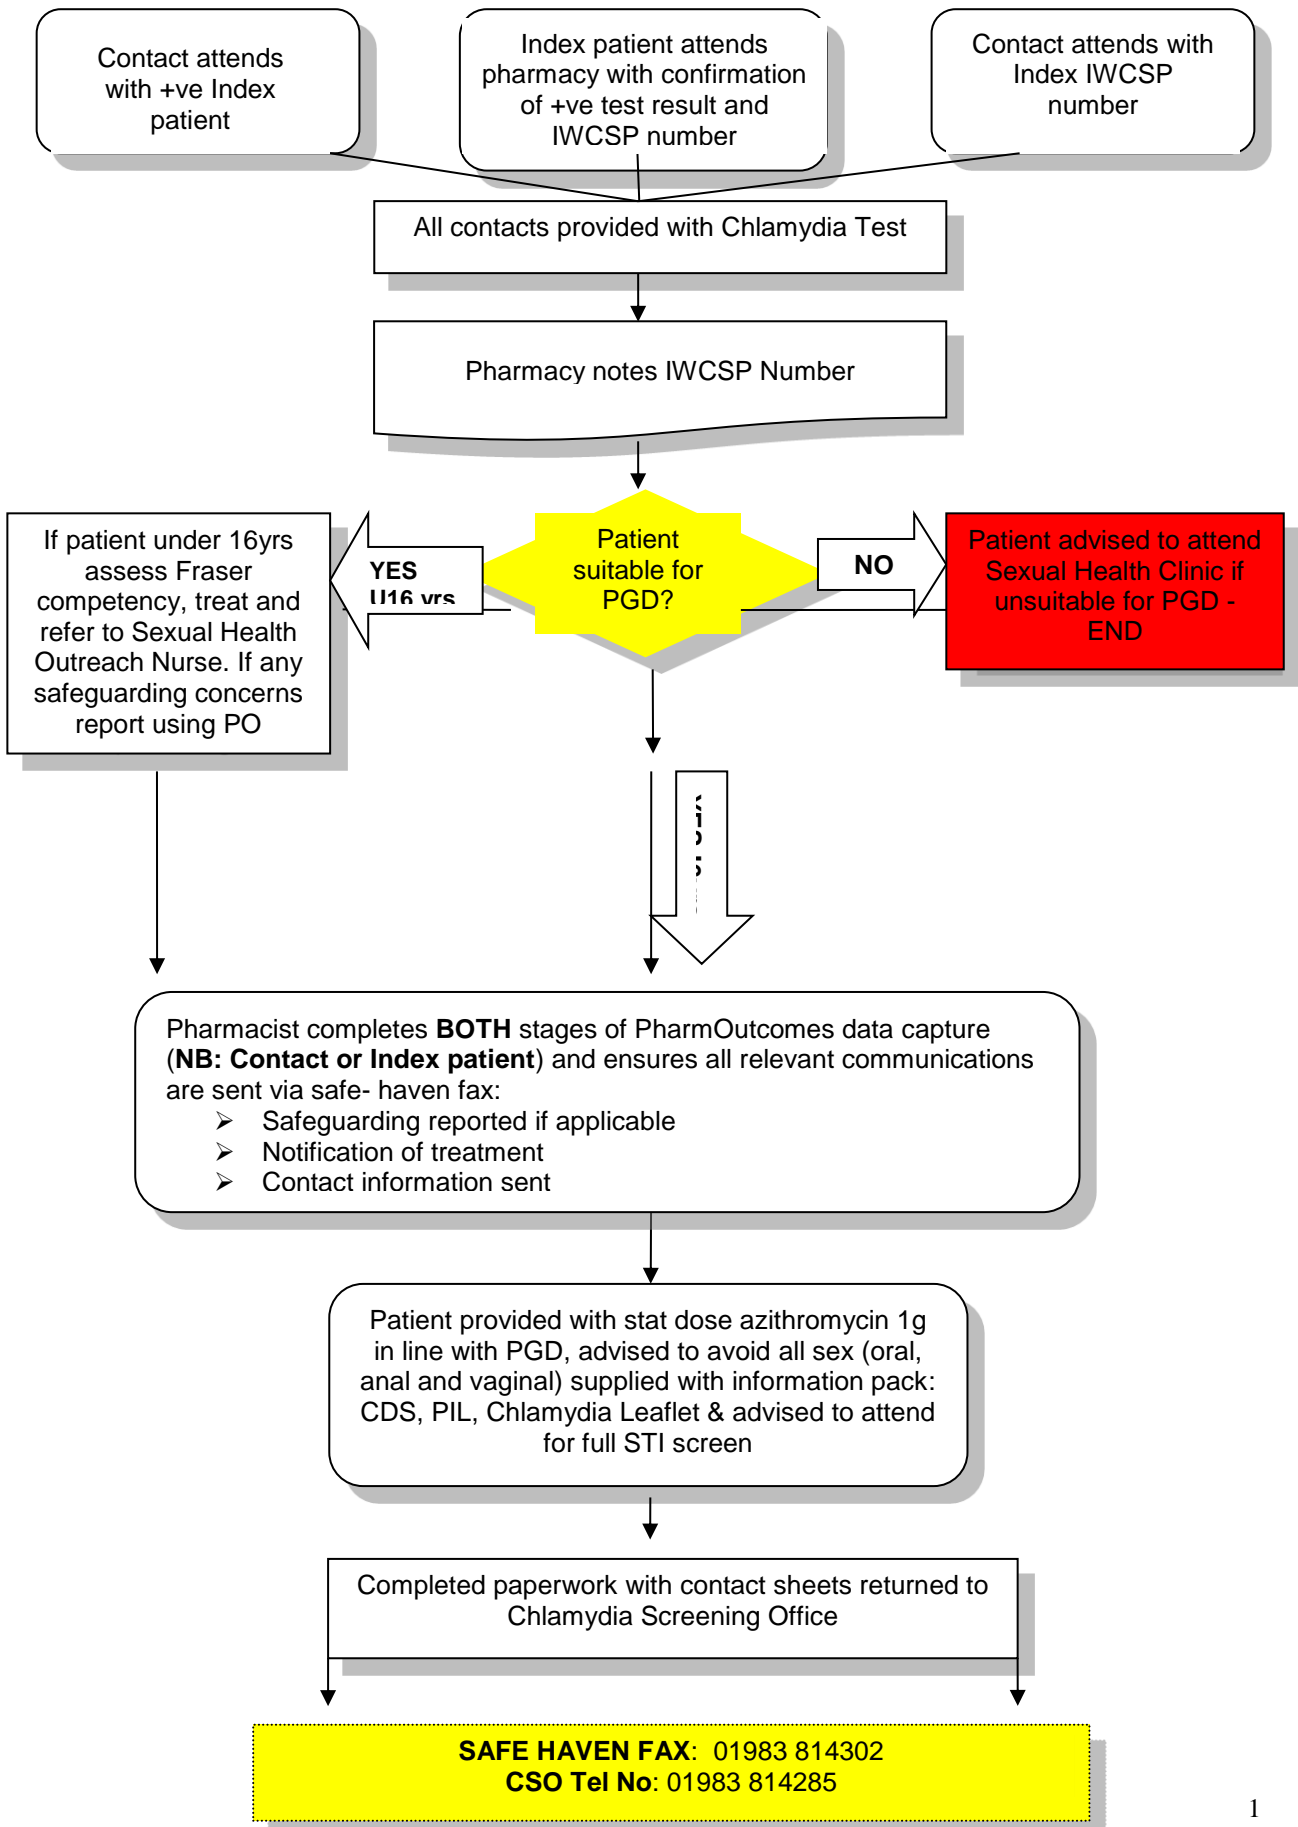 Contact attends
with +ve Index
patient
Index patient attends
pharmacy with confirmation
of +ve test result and
IWCSP number
Contact attends with
Index IWCSP
number
All contacts provided with Chlamydia Test
Pharmacy notes IWCSP Number
If patient under 16yrs
assess Fraser
competency, treat and
refer to Sexual Health
Outreach Nurse. If any
safeguarding concerns
report using PO
YES
U16 yrs
Patient
suitable for
PGD?
NO
Patient advised to attend
Sexual Health Clinic if
unsuitable for PGD -
END
YES
Pharmacist completes BOTH stages of PharmOutcomes data capture
(NB: Contact or Index patient) and ensures all relevant communications
are sent via safe- haven fax:
➢ Safeguarding reported if applicable
➢ Notification of treatment
➢ Contact information sent
Patient provided with stat dose azithromycin 1g
in line with PGD, advised to avoid all sex (oral,
anal and vaginal) supplied with information pack:
CDS, PIL, Chlamydia Leaflet & advised to attend
for full STI screen
Completed paperwork with contact sheets returned to
Chlamydia Screening Office
SAFE HAVEN FAX: 01983 814302
CSO Tel No: 01983 814285
1